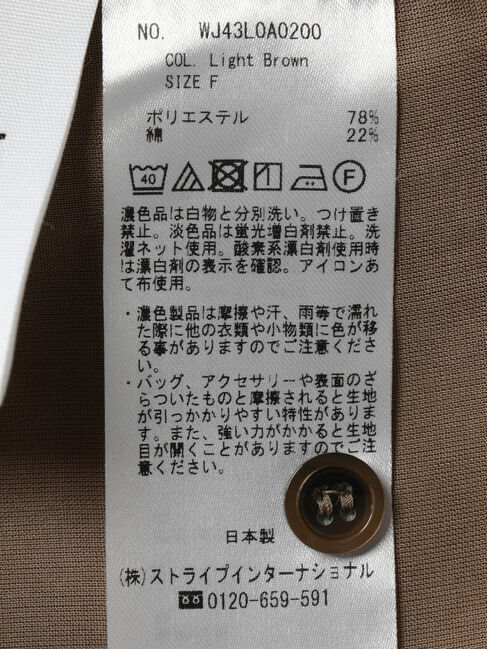 NO. WJ43L0A0200
COL. Light Brown
SIZE F
ポリエステル 78%
綿 22%
40
F
濃色品は白物と分別洗い。つけ置き
禁止。淡色品は蛍光増白剤禁止。洗
濯ネット使用。酸素系漂白剤使用時
は漂白剤の表示を確認。アイロンあ
て布使用。
・濃色製品は摩擦や汗、雨等で濡れ
た際に他の衣類や小物類に色が移
る事がありますのでご注意くださ
い。
・バッグ、アクセサリーや表面のざ
らついたものと摩擦されると生地
が引っかかりやすい特性がありま
す。また、強い力がかかると生地
目が開くことがありますのでご注
意ください。
日本製
(株)ストライプインターナショナル
0120-659-591